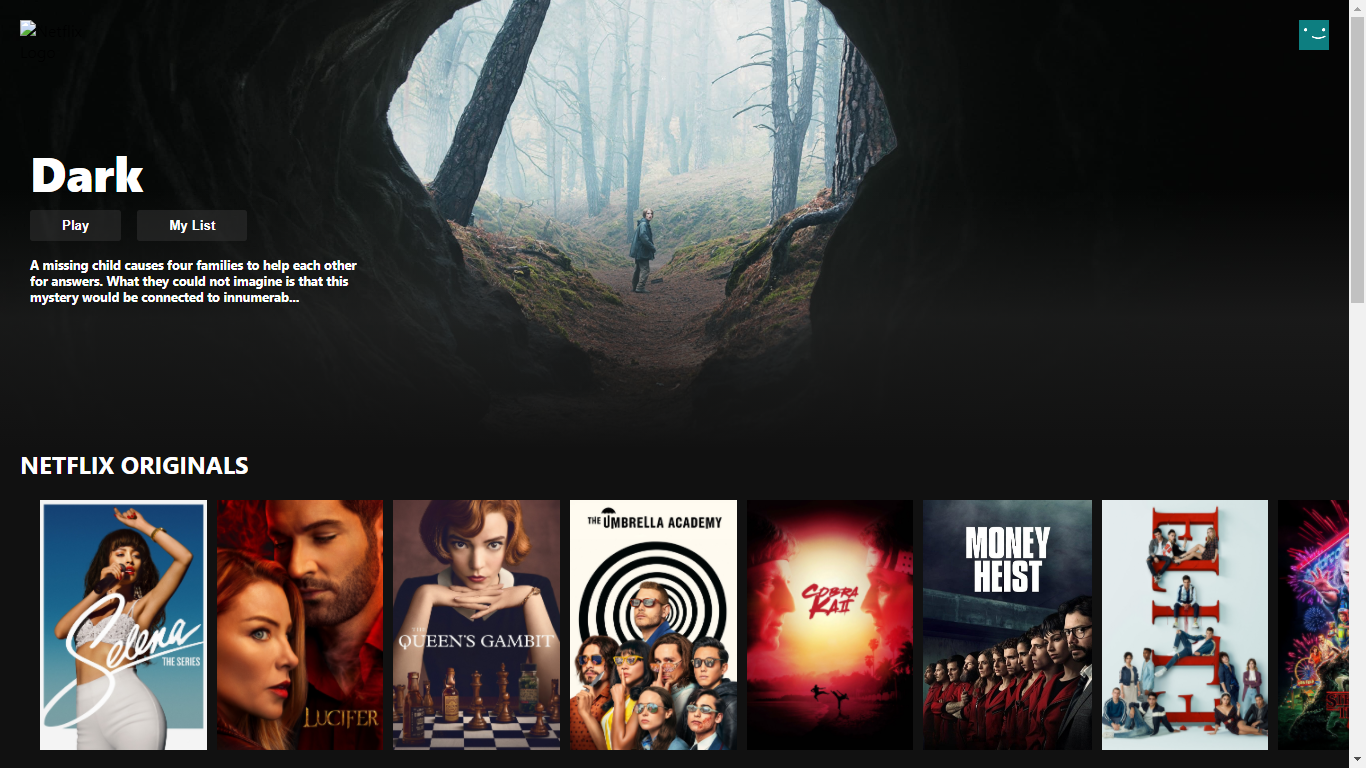 Dark
Play
My List
A missing child causes four families to help each other
for answers. What they could not imagine is that this
mystery would be connected to innumerab...
NETFLIX ORIGINALS
Selena
THE SERIES
LUCIFER
THE
QUEEN'S GAMBIT
THE UMBRELLA ACADEMY
COBRA
KAI
MONEY
HEIST
ELITE